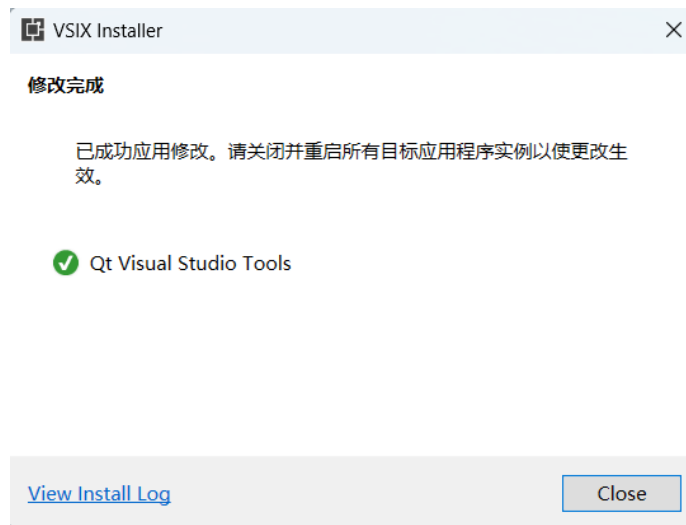 VSIX Installer
修改完成
已成功应用修改。请关闭并重启所有目标应用程序实例以使更改生
效。
Qt Visual Studio Tools
View Install Log
Close